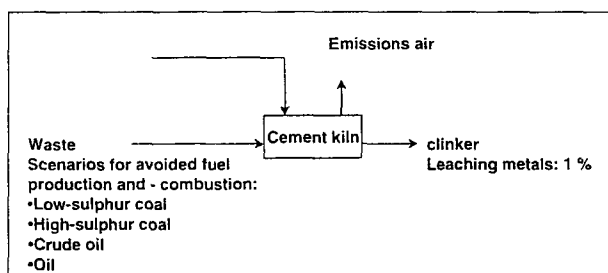 Emissions air
Cement kiln
Waste
Scenarios for avoided fuel
production and - combustion:
•Low-sulphur coal
•High-sulphur coal
•Crude oil
•Oil
clinker
Leaching metals: 1 %